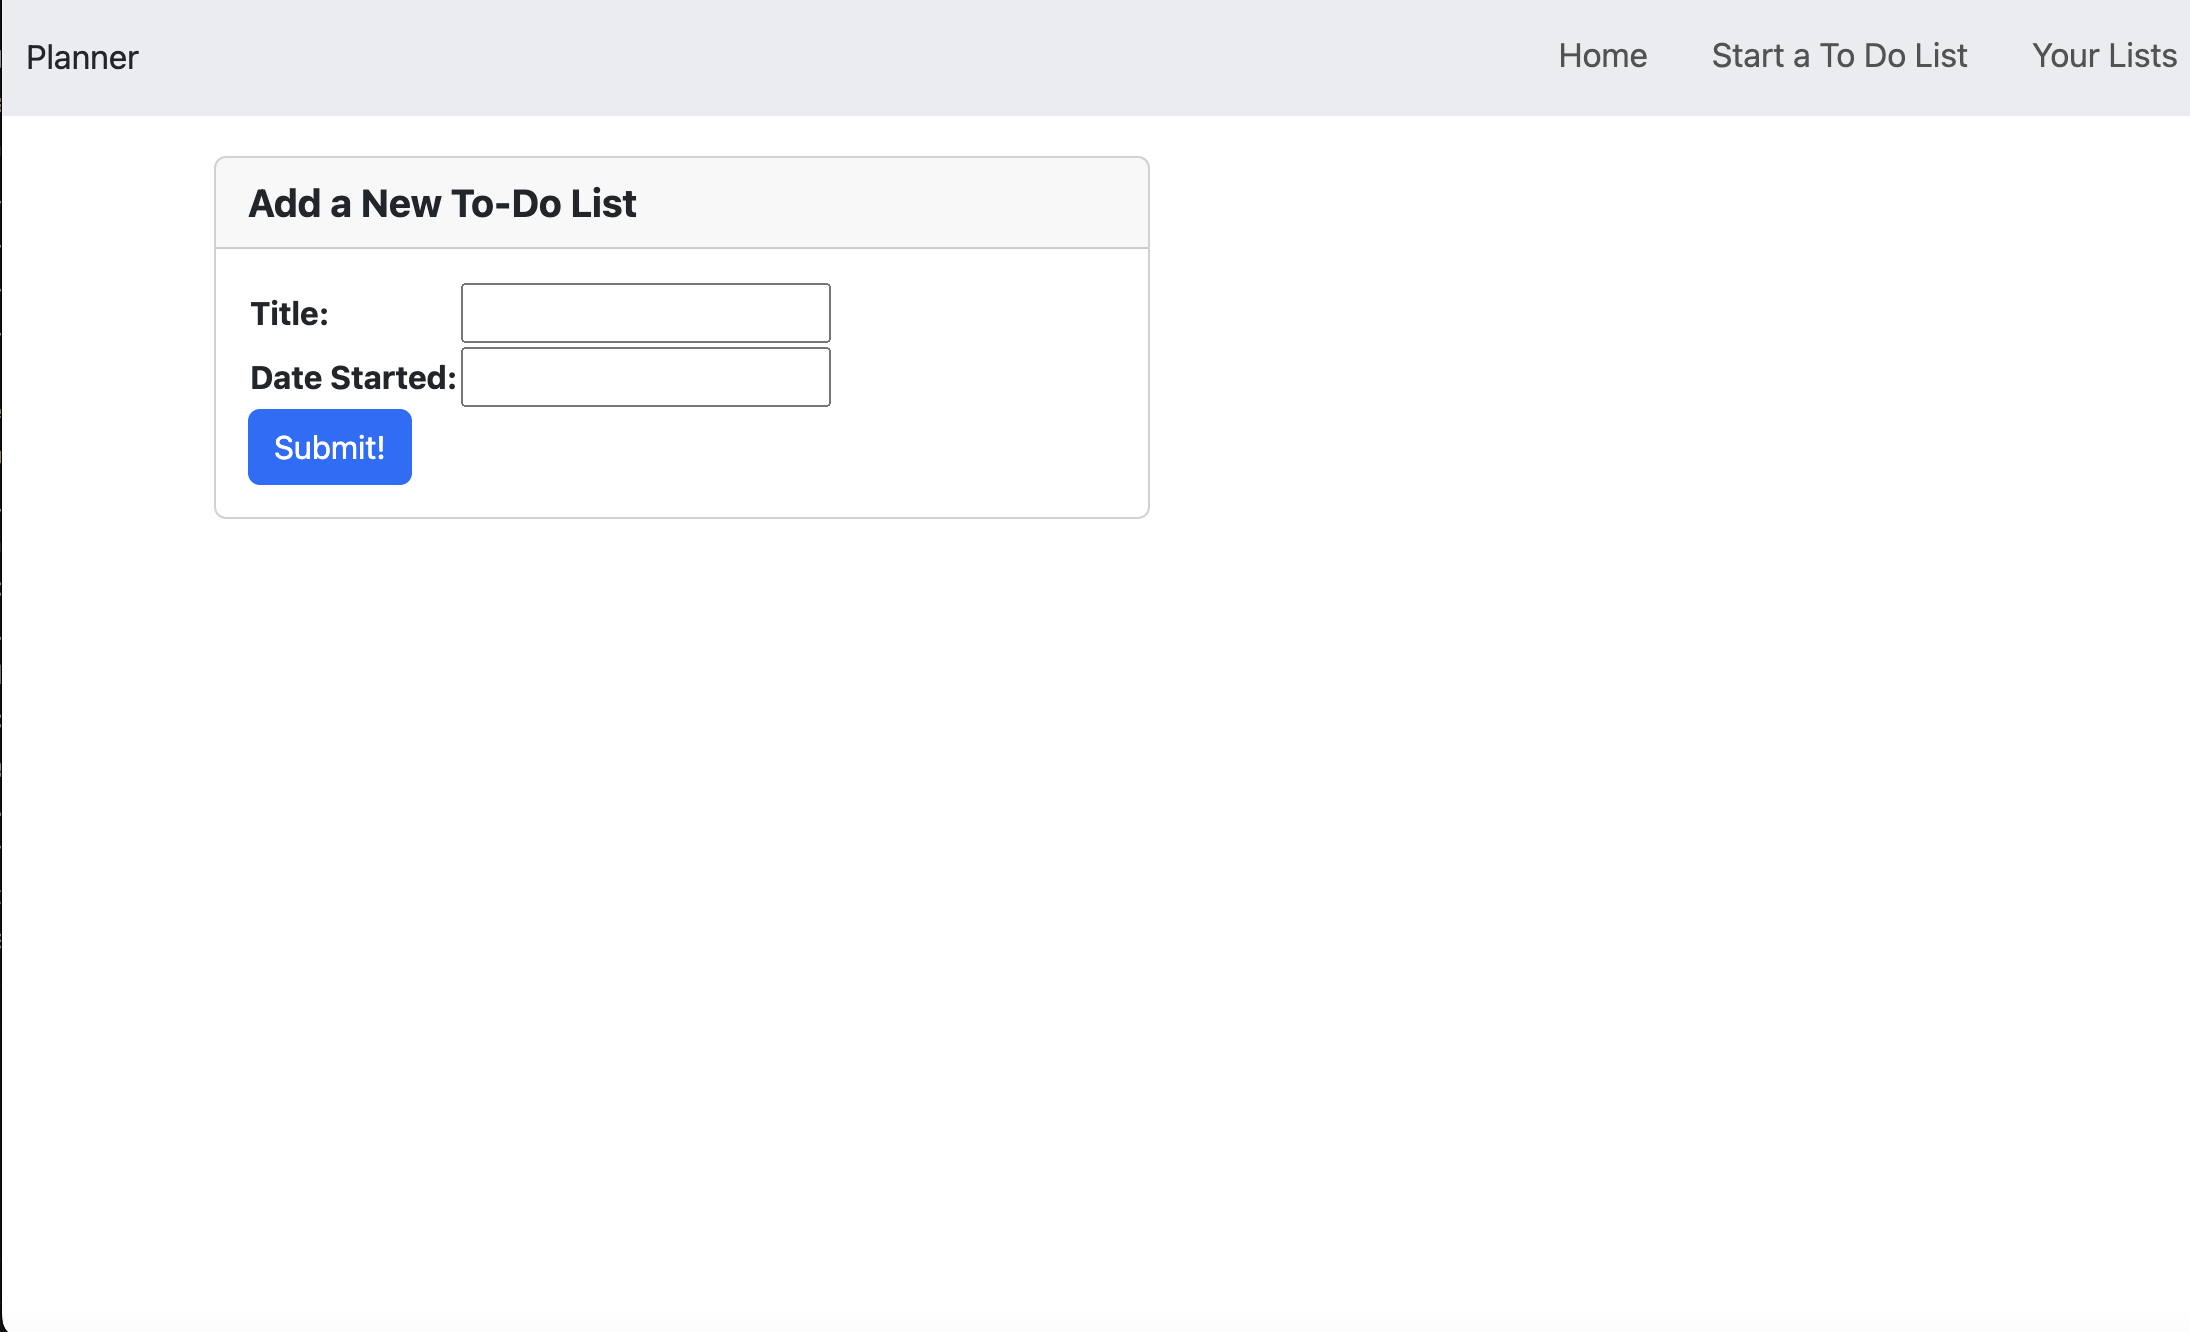 Planner Home Start a To Do List Your Lists
Add a New To-Do List
Title:
Date Started:
Submit!